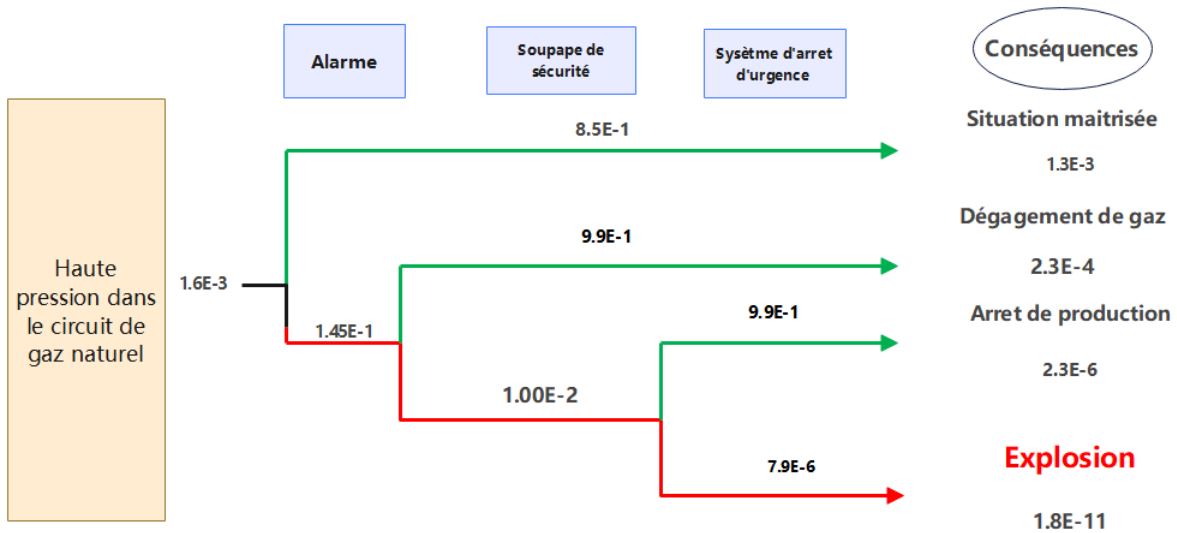 Alarme
Soupape de
sécurité
Sysètme d'arret
d'urgence
Conséquences
8.5E-1
Situation maitrisée
1.3E-3
9.9E-1
Dégagement de gaz
2.3E-4
Haute
pression dans
le circuit de
gaz naturel
1.6E-3
1.45E-1
9.9E-1
Arret de production
2.3E-6
1.00E-2
7.9E-6
Explosion
1.8E-11